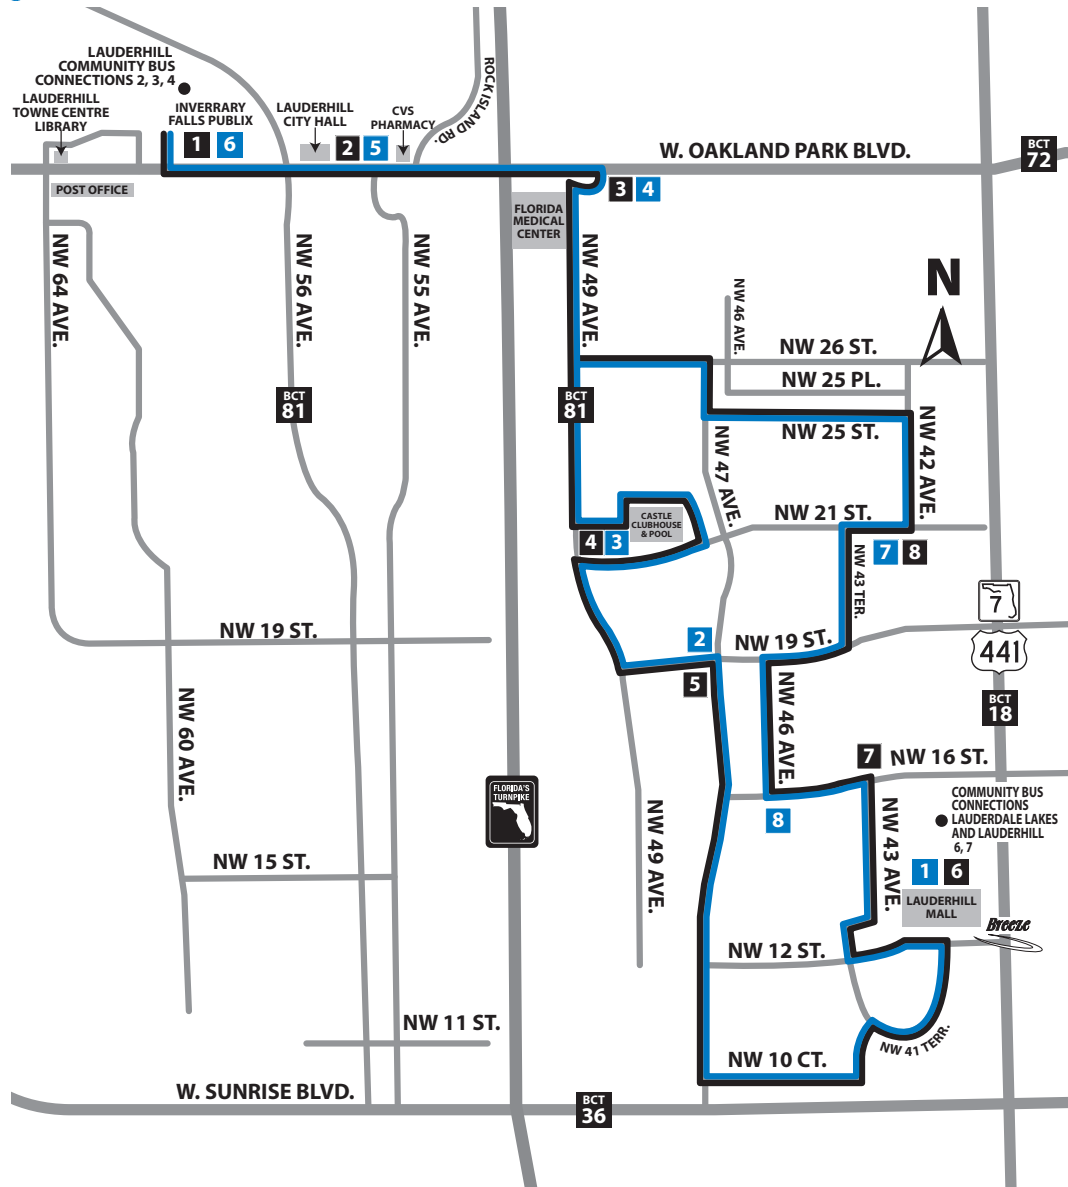 LAUDERHILL
COMMUNITY BUS
CONNECTIONS 2, 3, 4
LAUDERHILL
TOWNE CENTRE
LIBRARY
INVERRARY
FALLS PUBLIX
1 6
LAUDERHILL
CITY HALL
2 5
CVS
PHARMACY
ROCK ISLAND RD.
W. OAKLAND PARK BLVD.
BCT
72
POST OFFICE
3 4
FLORIDA
MEDICAL
CENTER
NW 64 AVE.
NW 56 AVE.
NW 55 AVE.
NW 49 AVE.
N
NW 46 AVE.
NW 26 ST.
NW 25 PL.
BCT
81
BCT
81
NW 25 ST.
NW 47 AVE.
NW 42 AVE.
CASTLE
CLUBHOUSE
& POOL
NW 21 ST.
4 3
7 8
NW 43 TER.
7
441
NW 19 ST.
2
NW 19 ST.
5
BCT
18
NW 60 AVE.
NW 46 AVE.
7
NW 16 ST.
FLORIDA'S
TURNPIKE
COMMUNITY BUS
CONNECTIONS
LAUDERDALE LAKES
AND LAUDERHILL
6, 7
8
NW 49 AVE.
NW 43 AVE.
NW 15 ST.
1 6
LAUDERHILL
MALL
Breeze
NW 12 ST.
NW 11 ST.
NW 41 TERR.
NW 10 CT.
W. SUNRISE BLVD.
BCT
36